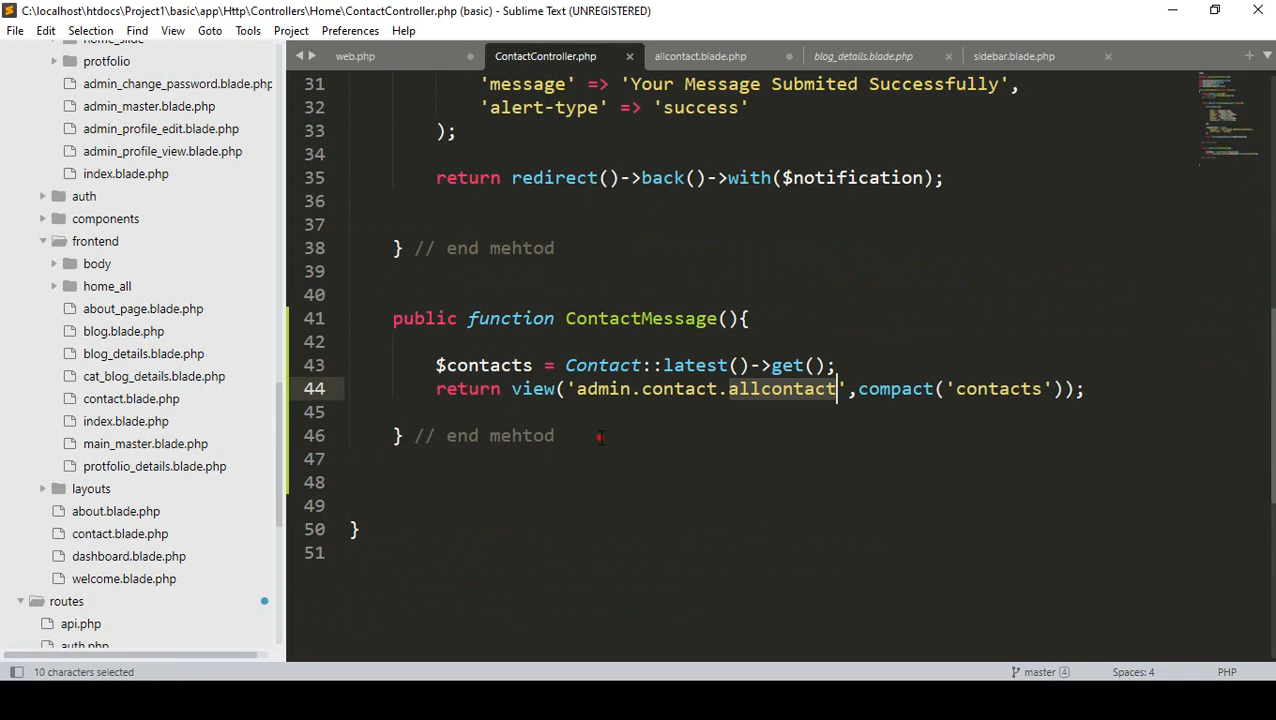 C:\localhost\htdocs\Project1\basic\app\Http\Controllers\Home\ContactController.php (basic) - Sublime Text (UNREGISTERED)
File Edit Selection Find View Goto Tools Project Preferences Help
home_slide
protfolio
admin_change_password.blade.php
admin_master.blade.php
admin_profile_edit.blade.php
admin_profile_view.blade.php
index.blade.php
auth
components
frontend
body
home_all
about_page.blade.php
blog.blade.php
blog_details.blade.php
cat_blog_details.blade.php
contact.blade.php
index.blade.php
main_master.blade.php
protfolio_details.blade.php
layouts
about.blade.php
contact.blade.php
dashboard.blade.php
welcome.blade.php
routes
api.php
auth.php
web.php ContactController.php allcontact.blade.php blog_details.blade.php sidebar.blade.php
31 'message' => 'Your Message Submited Successfully',
32 'alert-type' => 'success'
33 );
34
35 return redirect()->back()->with($notification);
36
37
38 } // end mehtod
39
40
41 public function ContactMessage(){
42
43 $contacts = Contact::latest()->get();
44 return view('admin.contact.allcontact',compact('contacts'));
45
46 } // end mehtod
47
48
49
50 }
51
10 characters selected master 4 Spaces: 4 PHP